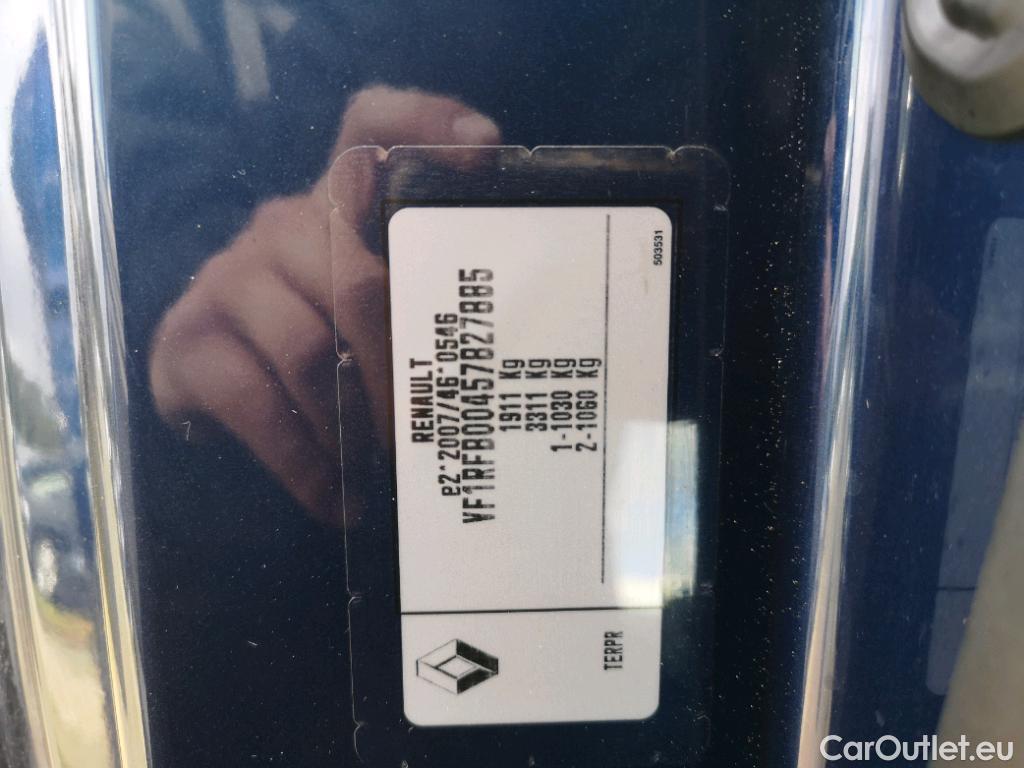 RENAULT
e2*2007/46*0546
VF1RFB00457827885
1911 Kg
3311 Kg
1-1030 Kg
2-1060 Kg
503531
TERPR
CarOutlet.eu